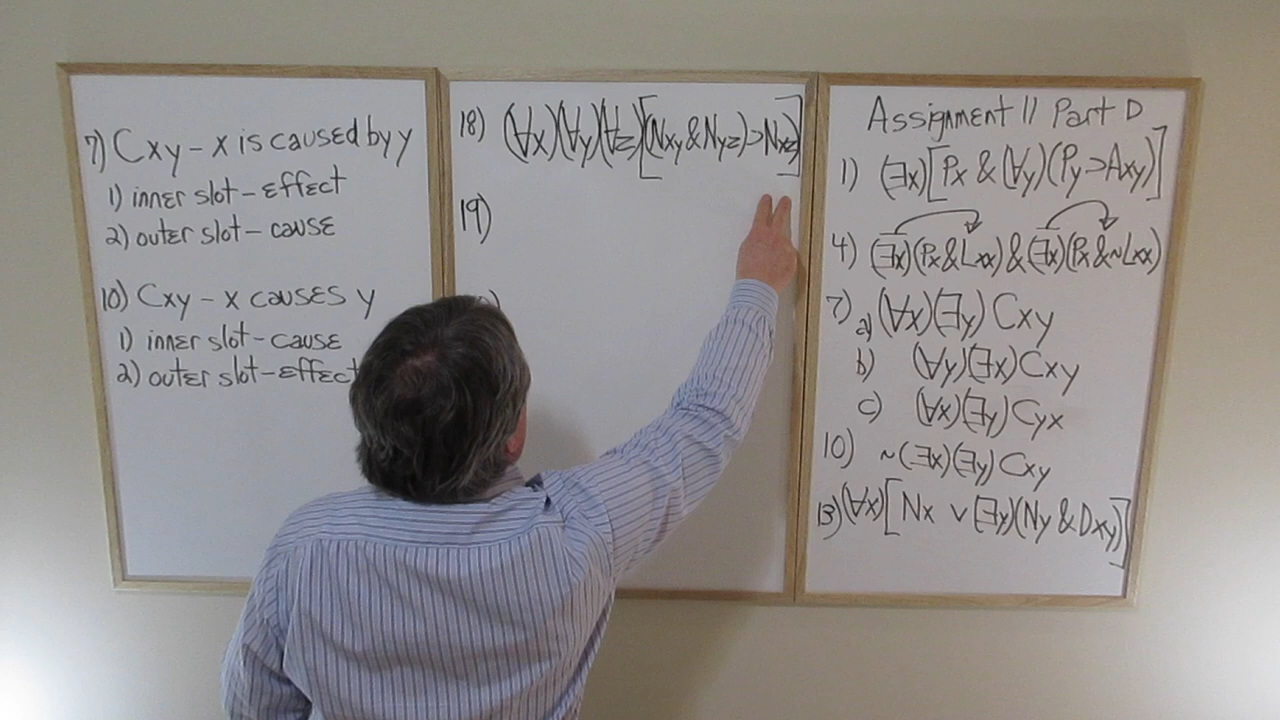 7) Cxy – x is caused by y
1) inner slot – effect
2) outer slot – cause
10) Cxy – x causes y
1) inner slot – cause
2) outer slot – effect
18) (∀x)(∀y)(∀z)[(Nxy & Nyz) ⊃ Nxz]
19)
)
Assignment 11 Part D
1) (∃x)[Px & (∀y)(Py ⊃ Axy)]
4) (∃x)(Px & Lxx) & (∃x)(Px & ~Lxx)
7) a) (∀x)(∃y) Cxy
b) (∀y)(∃x) Cxy
c) (∀x)(∃y) Cyx
10) ~(∃x)(∃y) Cxy
13) (∀x)[Nx v (∃y)(Ny & Dxy)]